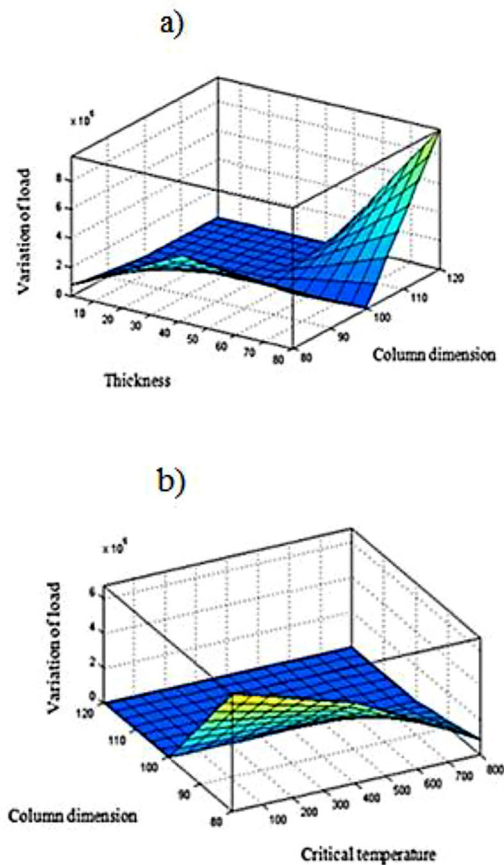 a)
x 10⁶
8
6
4
2
0
Variation of load
10 20 30 40 50 60 70 80
80 90 100 110 120
Thickness
Column dimension
b)
x 10⁶
6
4
2
0
Variation of load
120 110 100 90 80
100 200 300 400 500 600 700 800
Column dimension
Critical temperature